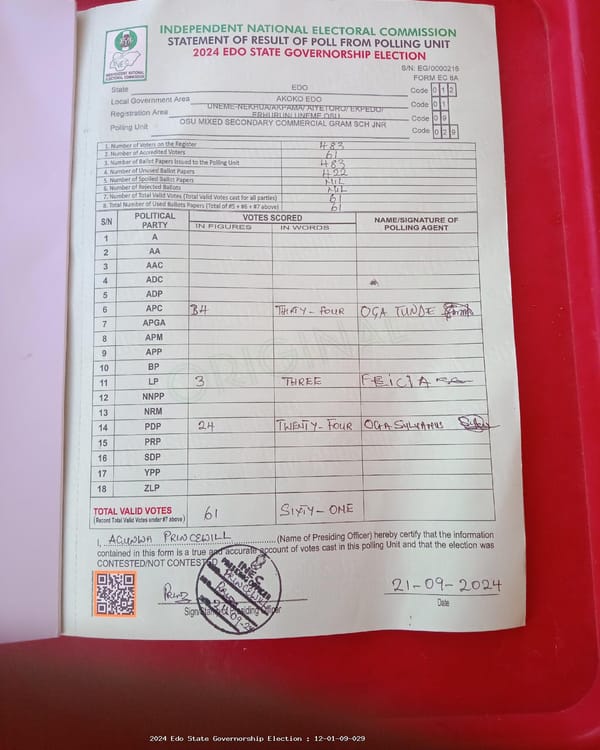 INDEPENDENT NATIONAL ELECTORAL COMMISSION
STATEMENT OF RESULT OF POLL FROM POLLING UNIT
2024 EDO STATE GOVERNORSHIP ELECTION
INEC
INDEPENDENT NATIONAL ELECTORAL COMMISSION
S/N: EG/0000216
FORM EC 8A
State EDO Code 0 1 2
Local Government Area AKOKO EDO Code 0 1
Registration Area UNEME-NEKHUA/AKPAMA/ AIYETORO/ EKPEDO/ ERHURUN/ UNEME OSU Code 0 9
Polling Unit OSU MIXED SECONDARY COMMERCIAL GRAM SCH JNR Code 0 2 9
1. Number of Voters on the Register 483
2. Number of Accredited Voters 61
3. Number of Ballot Papers Issued to the Polling Unit 483
4. Number of Unused Ballot Papers 422
5. Number of Spoiled Ballot Papers NIL
6. Number of Rejected Ballots NIL
7. Number of Total Valid Votes (Total Valid Votes cast for all parties) 61
8. Total Number of Used Ballots Papers (Total of #5 + #6 + #7 above) 61
S/N POLITICAL PARTY VOTES SCORED NAME/SIGNATURE OF POLLING AGENT
IN FIGURES IN WORDS
1 A
2 AA
3 AAC
4 ADC
5 ADP
6 APC 34 THIRTY-FOUR OGA TUNDE
7 APGA
8 APM
9 APP
10 BP
11 LP 3 THREE FELICIA
12 NNPP
13 NRM
14 PDP 24 TWENTY-FOUR OGA SYLVANUS
15 PRP
16 SDP
17 YPP
18 ZLP
TOTAL VALID VOTES 61 SIXTY-ONE
(Record Total Valid Votes under #7 above)
I, AGUNWA PRINCEWILL (Name of Presiding Officer) hereby certify that the information
contained in this form is a true and accurate account of votes cast in this polling Unit and that the election was
CONTESTED/NOT CONTESTED
INEC
21-09-2024
Sign/Stamp of Presiding Officer
Date
ORIGINAL
2024 Edo State Governorship Election : 12-01-09-029